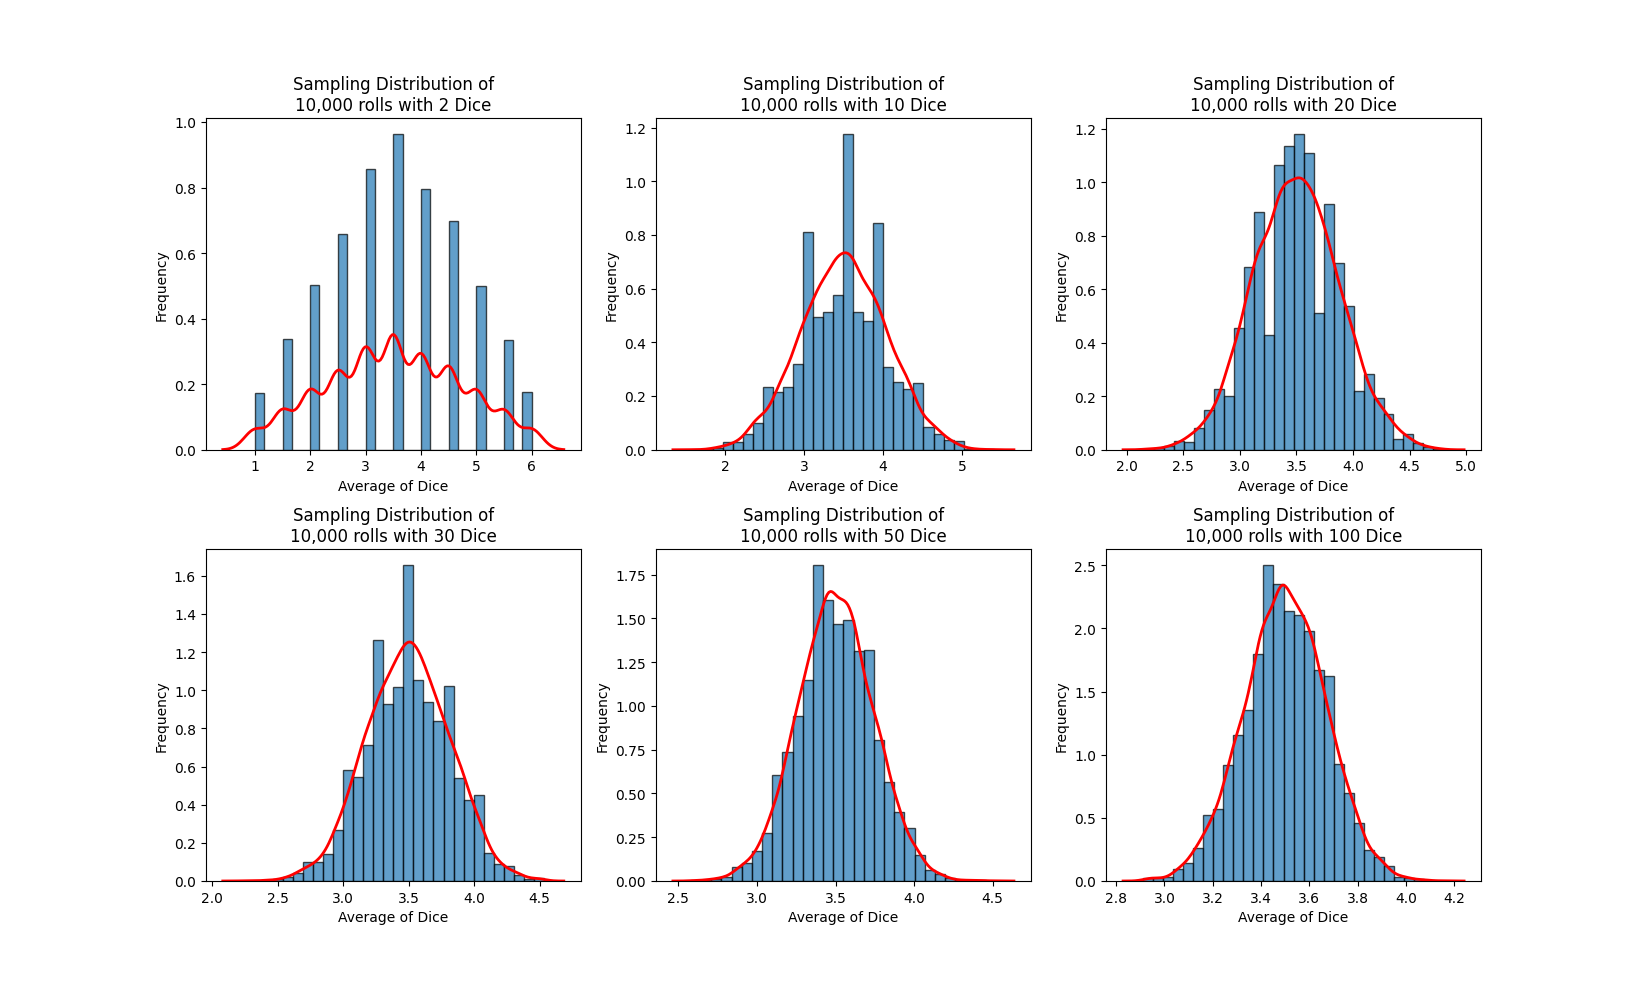 Sampling Distribution of
10,000 rolls with 2 Dice
1.0
0.8
0.6
0.4
0.2
0.0
Frequency
1 2 3 4 5 6
Average of Dice
Sampling Distribution of
10,000 rolls with 10 Dice
1.2
1.0
0.8
0.6
0.4
0.2
0.0
Frequency
2 3 4 5
Average of Dice
Sampling Distribution of
10,000 rolls with 20 Dice
1.2
1.0
0.8
0.6
0.4
0.2
0.0
Frequency
2.0 2.5 3.0 3.5 4.0 4.5 5.0
Average of Dice
Sampling Distribution of
10,000 rolls with 30 Dice
1.6
1.4
1.2
1.0
0.8
0.6
0.4
0.2
0.0
Frequency
2.0 2.5 3.0 3.5 4.0 4.5
Average of Dice
Sampling Distribution of
10,000 rolls with 50 Dice
1.75
1.50
1.25
1.00
0.75
0.50
0.25
0.00
Frequency
2.5 3.0 3.5 4.0 4.5
Average of Dice
Sampling Distribution of
10,000 rolls with 100 Dice
2.5
2.0
1.5
1.0
0.5
0.0
Frequency
2.8 3.0 3.2 3.4 3.6 3.8 4.0 4.2
Average of Dice